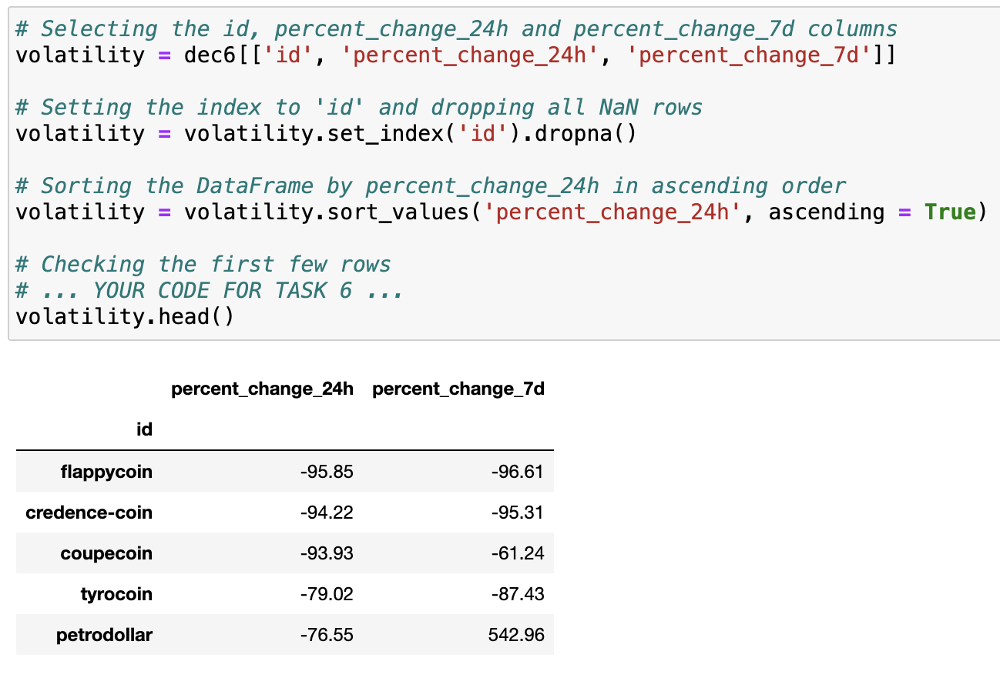 # Selecting the id, percent_change_24h and percent_change_7d columns
volatility = dec6[['id', 'percent_change_24h', 'percent_change_7d']]
# Setting the index to 'id' and dropping all NaN rows
volatility = volatility.set_index('id').dropna()
# Sorting the DataFrame by percent_change_24h in ascending order
volatility = volatility.sort_values('percent_change_24h', ascending = True)
# Checking the first few rows
# ... YOUR CODE FOR TASK 6 ...
volatility.head()
percent_change_24h percent_change_7d
id
flappycoin -95.85 -96.61
credence-coin -94.22 -95.31
coupecoin -93.93 -61.24
tyrocoin -79.02 -87.43
petrodollar -76.55 542.96